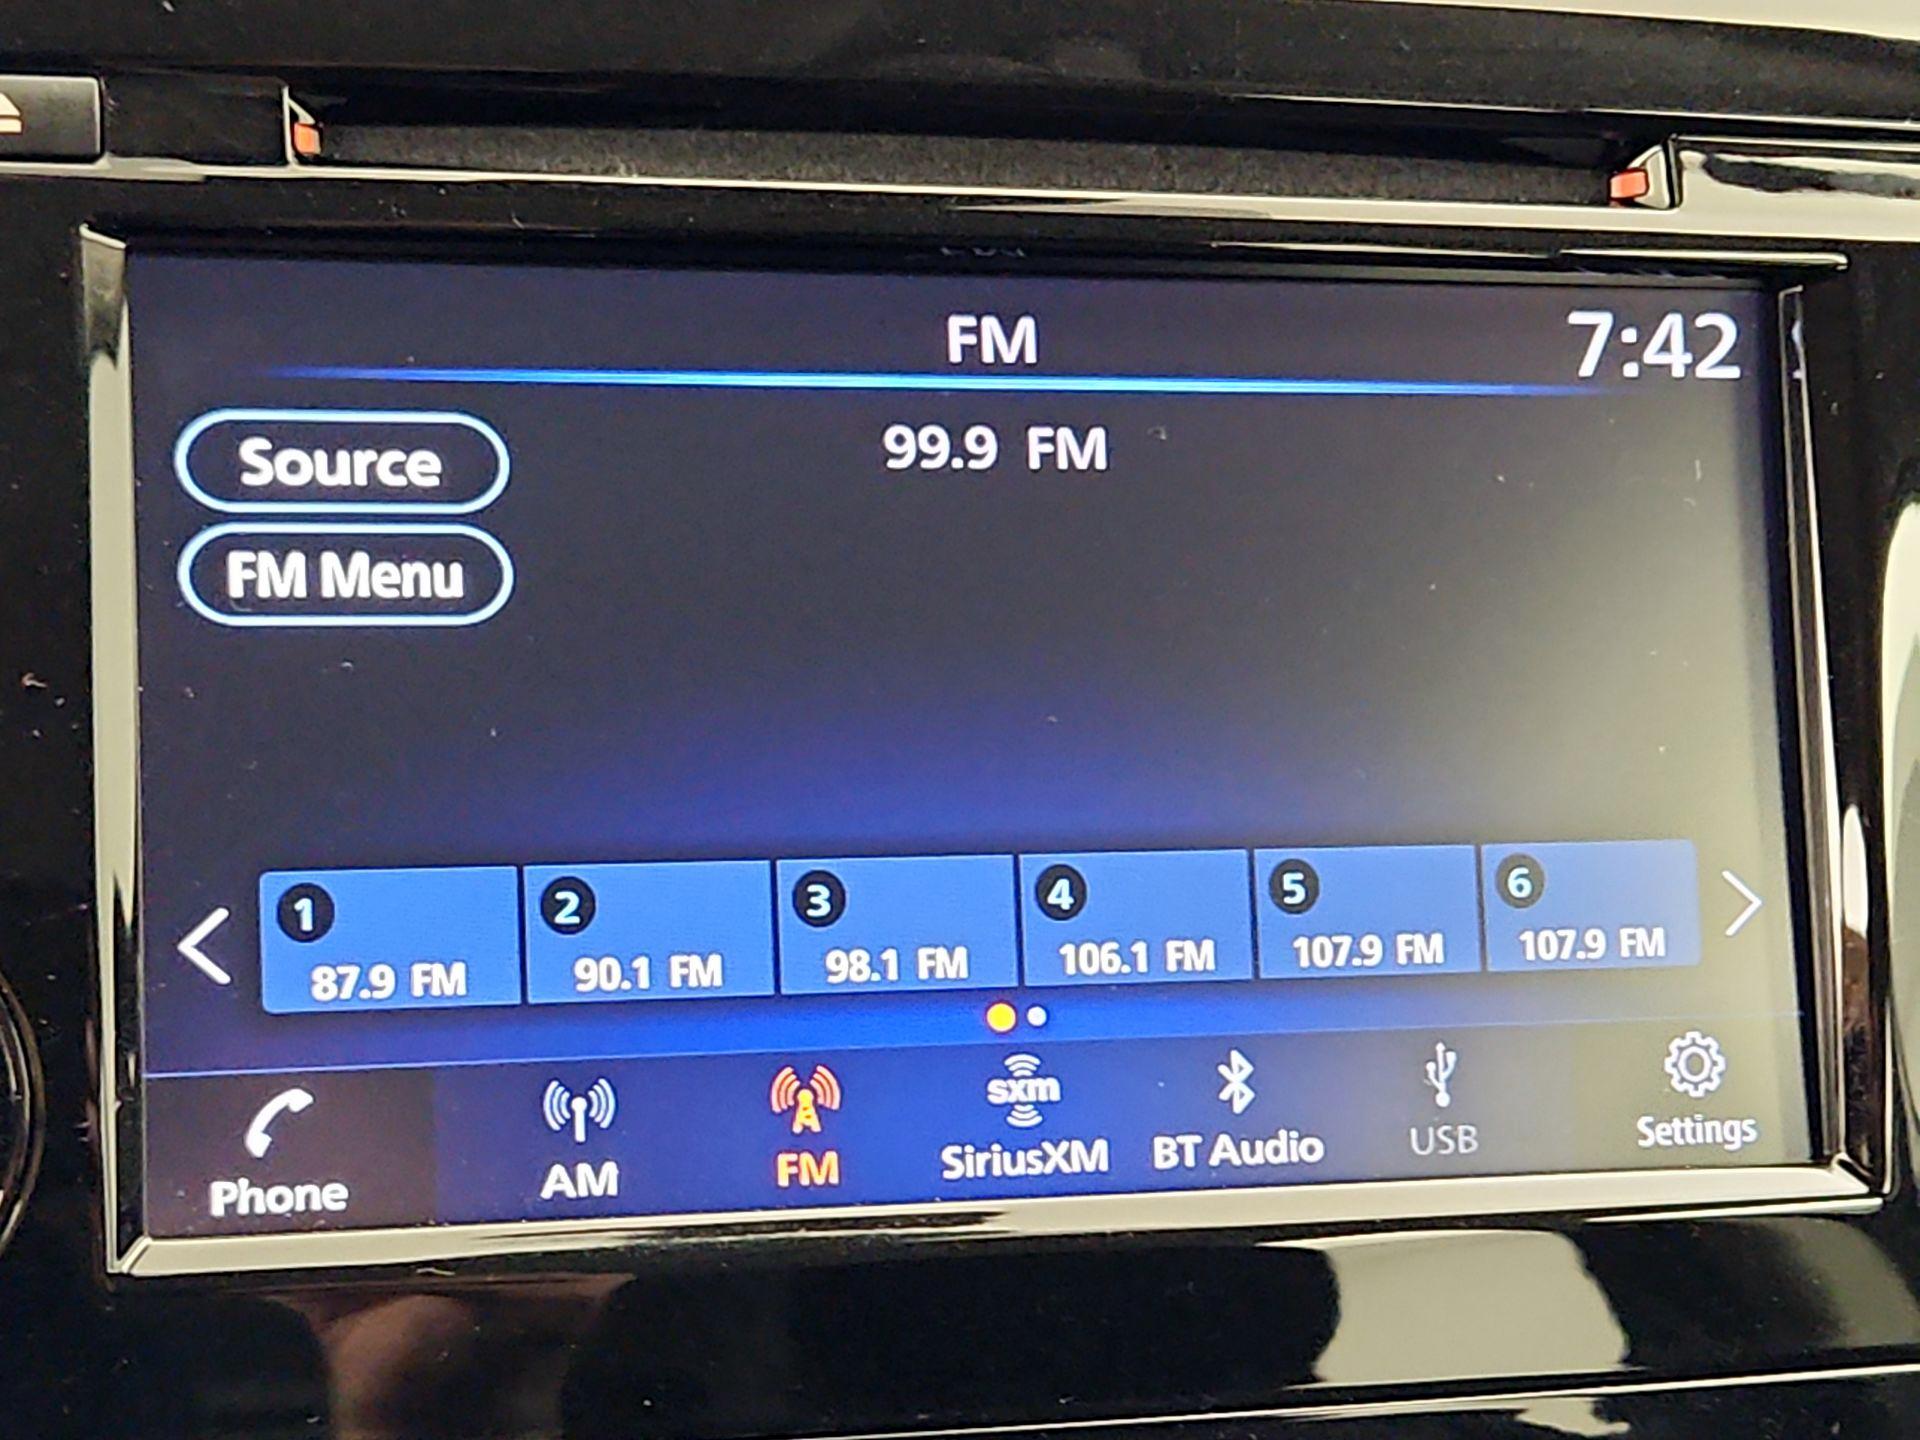 FM
7:42
Source
99.9 FM
FM Menu
1
2
3
4
5
6
87.9 FM
90.1 FM
98.1 FM
106.1 FM
107.9 FM
107.9 FM
sxm
Phone
AM
FM
SiriusXM
BT Audio
USB
Settings